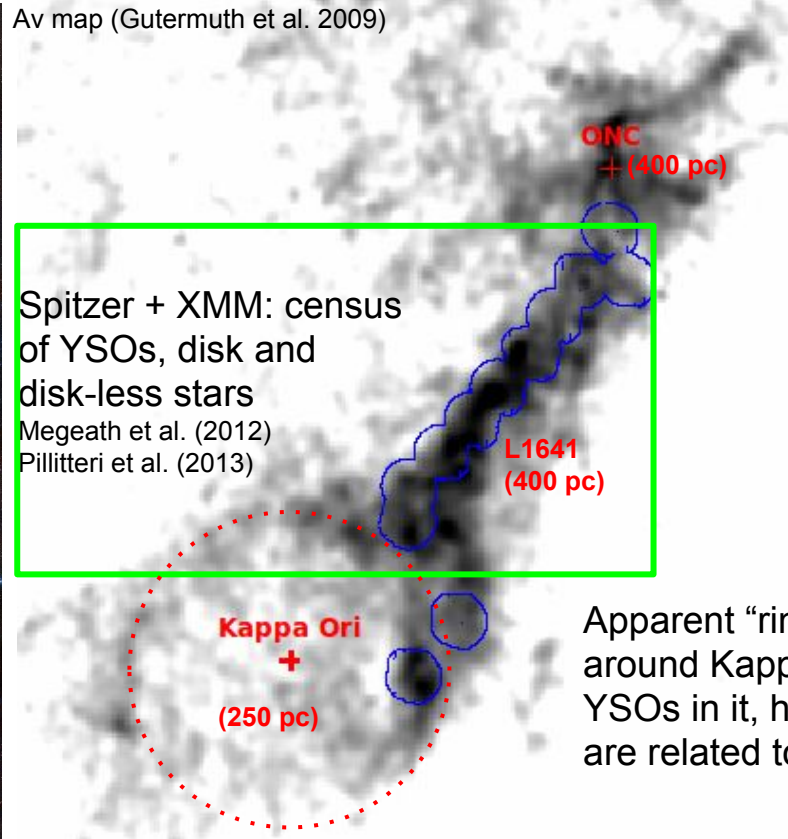 Av map (Gutermuth et al. 2009)
ONC
(400 pc)
Spitzer + XMM: census
of YSOs, disk and
disk-less stars
Megeath et al. (2012)
Pillitteri et al. (2013)
L1641
(400 pc)
Kappa Ori
(250 pc)
Apparent “rin
around Kapp
YSOs in it, h
are related to